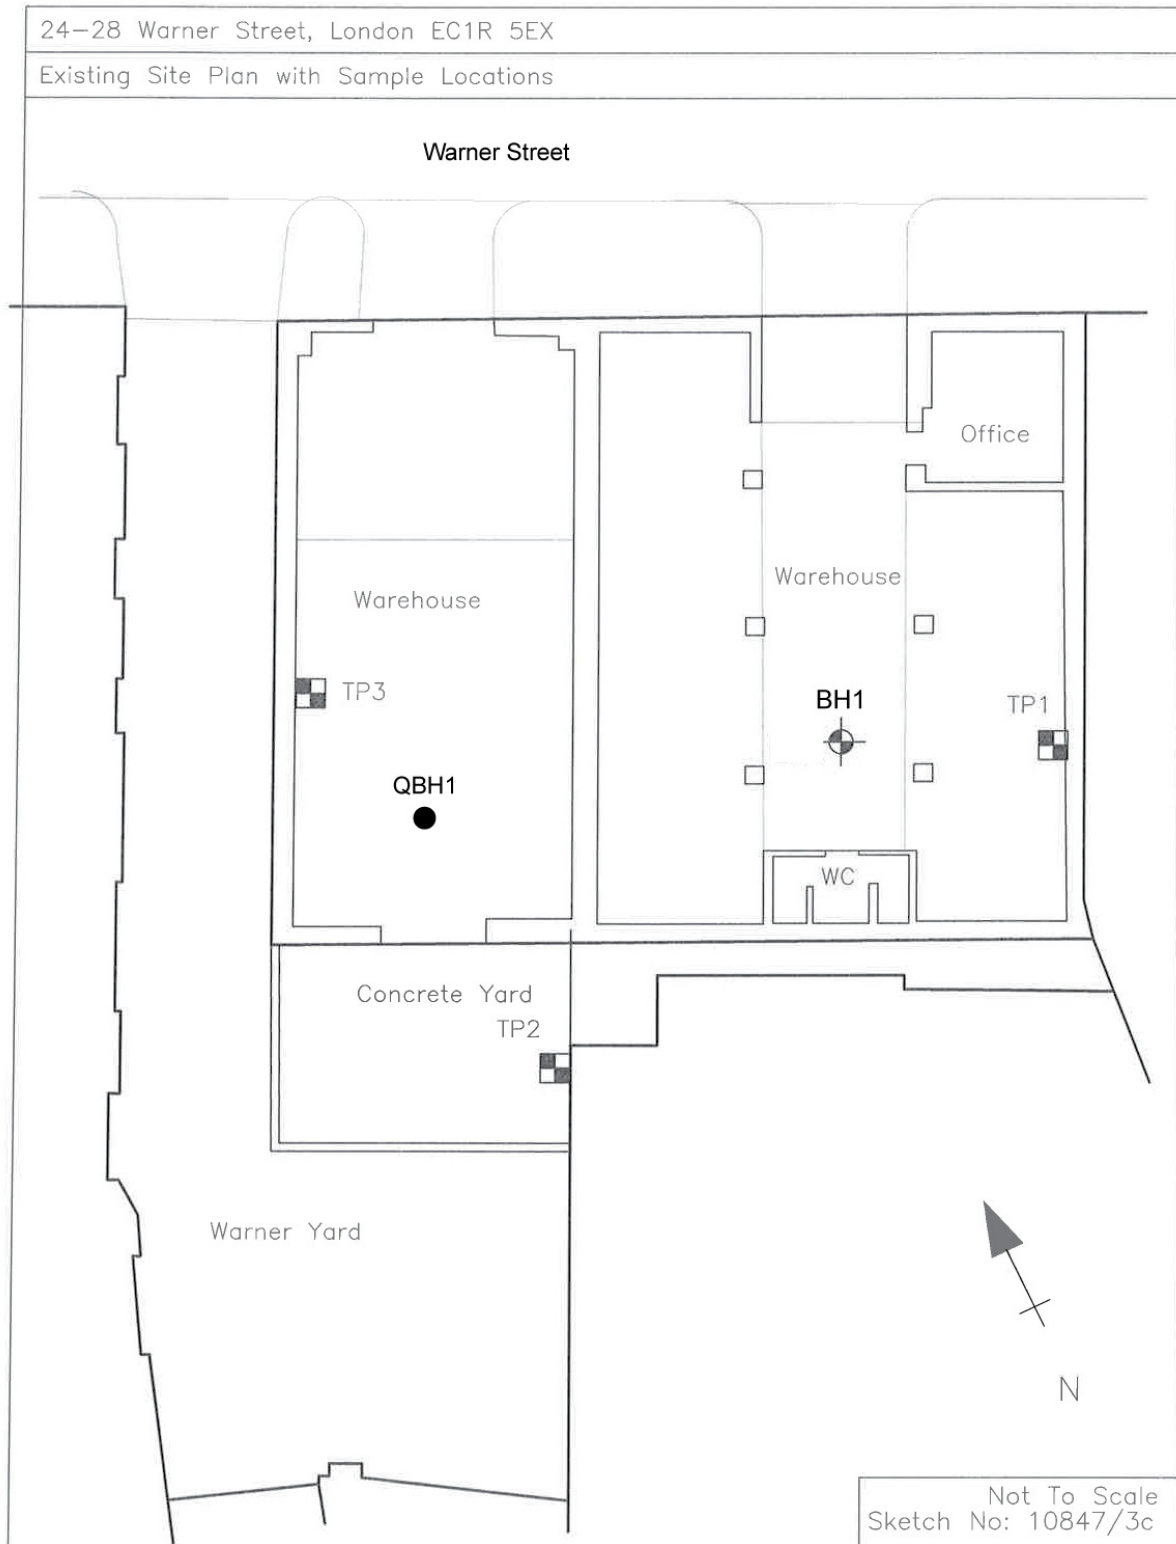 24-28 Warner Street, London EC1R 5EX
Existing Site Plan with Sample Locations
Warner Street
Office
Warehouse
Warehouse
TP3
BH1
TP1
QBH1
WC
Concrete Yard
TP2
Warner Yard
N
Not To Scale
Sketch No: 10847/3c